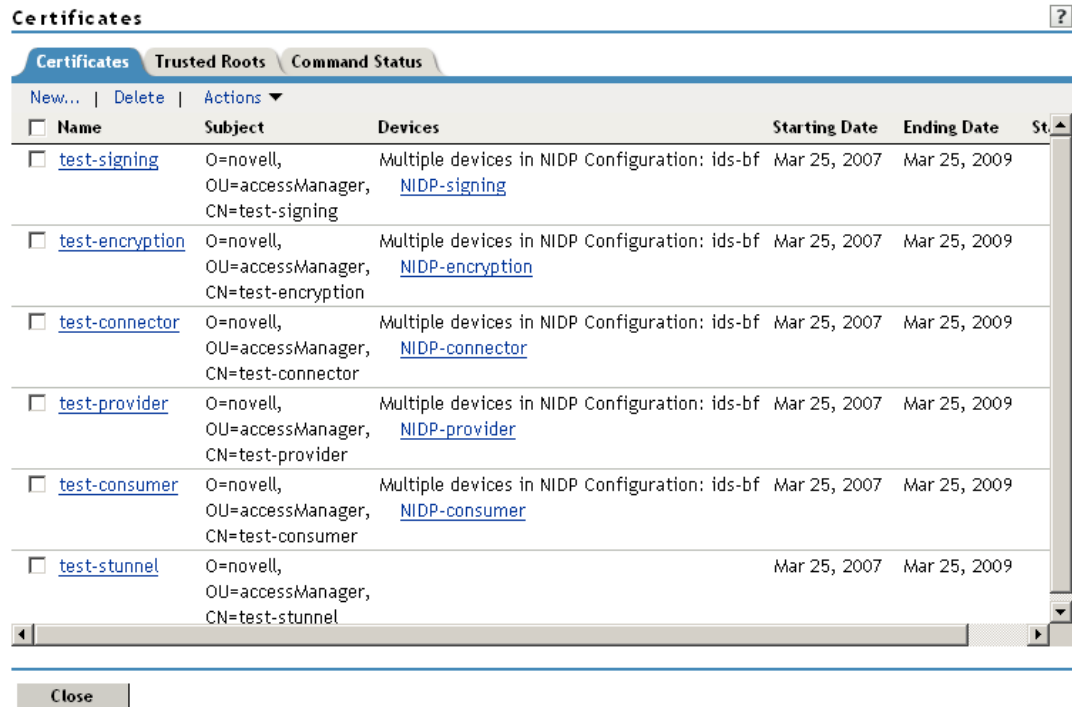 Certificates ?
Certificates Trusted Roots Command Status
New... | Delete | Actions
Name Subject Devices Starting Date Ending Date
test-signing O=novell, Multiple devices in NIDP Configuration: ids-bf Mar 25, 2007 Mar 25, 2009
OU=accessManager, NIDP-signing
CN=test-signing
test-encryption O=novell, Multiple devices in NIDP Configuration: ids-bf Mar 25, 2007 Mar 25, 2009
OU=accessManager, NIDP-encryption
CN=test-encryption
test-connector O=novell, Multiple devices in NIDP Configuration: ids-bf Mar 25, 2007 Mar 25, 2009
OU=accessManager, NIDP-connector
CN=test-connector
test-provider O=novell, Multiple devices in NIDP Configuration: ids-bf Mar 25, 2007 Mar 25, 2009
OU=accessManager, NIDP-provider
CN=test-provider
test-consumer O=novell, Multiple devices in NIDP Configuration: ids-bf Mar 25, 2007 Mar 25, 2009
OU=accessManager, NIDP-consumer
CN=test-consumer
test-stunnel O=novell, Mar 25, 2007 Mar 25, 2009
OU=accessManager,
CN=test-stunnel
Close